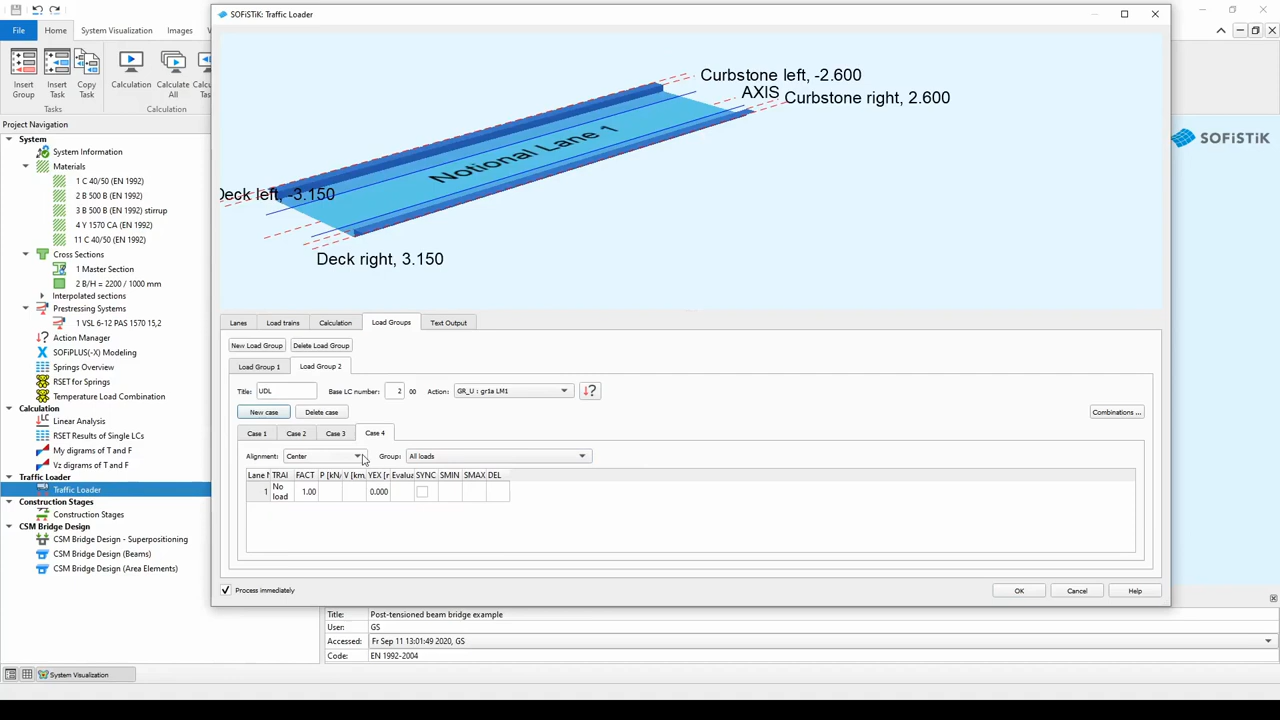 SOFiSTiK: Traffic Loader
File Home System Visualization Images
Insert Group
Insert Task
Copy Task
Calculation
Calculate All
Tasks
Calculation
Project Navigation
System
System Information
Materials
1 C 40/50 (EN 1992)
2 B 500 B (EN 1992)
3 B 500 B (EN 1992) stirrup
4 Y 1570 CA (EN 1992)
11 C 40/50 (EN 1992)
Cross Sections
1 Master Section
2 B/H = 2200 / 1000 mm
Interpolated sections
Prestressing Systems
1 VSL 6-12 PAS 1570 15,2
Action Manager
SOFiPLUS(-X) Modeling
Springs Overview
RSET for Springs
Temperature Load Combination
Calculation
Linear Analysis
RSET Results of Single LCs
My digrams of T and F
Vz digrams of T and F
Traffic Loader
Traffic Loader
Construction Stages
Construction Stages
CSM Bridge Design
CSM Bridge Design - Superpositioning
CSM Bridge Design (Beams)
CSM Bridge Design (Area Elements)
System Visualization
Curbstone left, -2.600
AXIS
Curbstone right, 2.600
Notional Lane 1
Deck left, -3.150
Deck right, 3.150
SOFiSTiK
Lanes Load trains Calculation Load Groups Text Output
New Load Group Delete Load Group
Load Group 1 Load Group 2
Title: UDL Base LC number: 2 00 Action: GR_U : gr1a LM1
New case Delete case Combinations ...
Case 1 Case 2 Case 3 Case 4
Alignment: Center Group: All loads
TRAI FACT SYNC SMIN SMAX DEL
1 No load 1.00 0.000
Process immediately OK Cancel Help
Title: Post-tensioned beam bridge example
User: GS
Accessed: Fr Sep 11 13:01:49 2020, GS
Code: EN 1992-2004